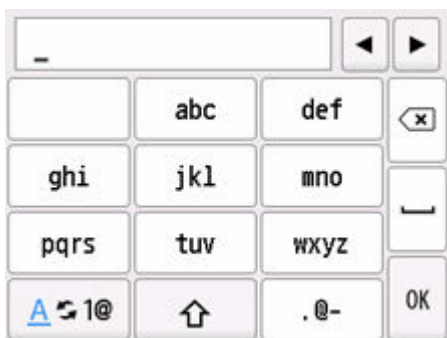 _
abc def
ghi jkl mno
pqrs tuv wxyz
A 1@ .@- OK